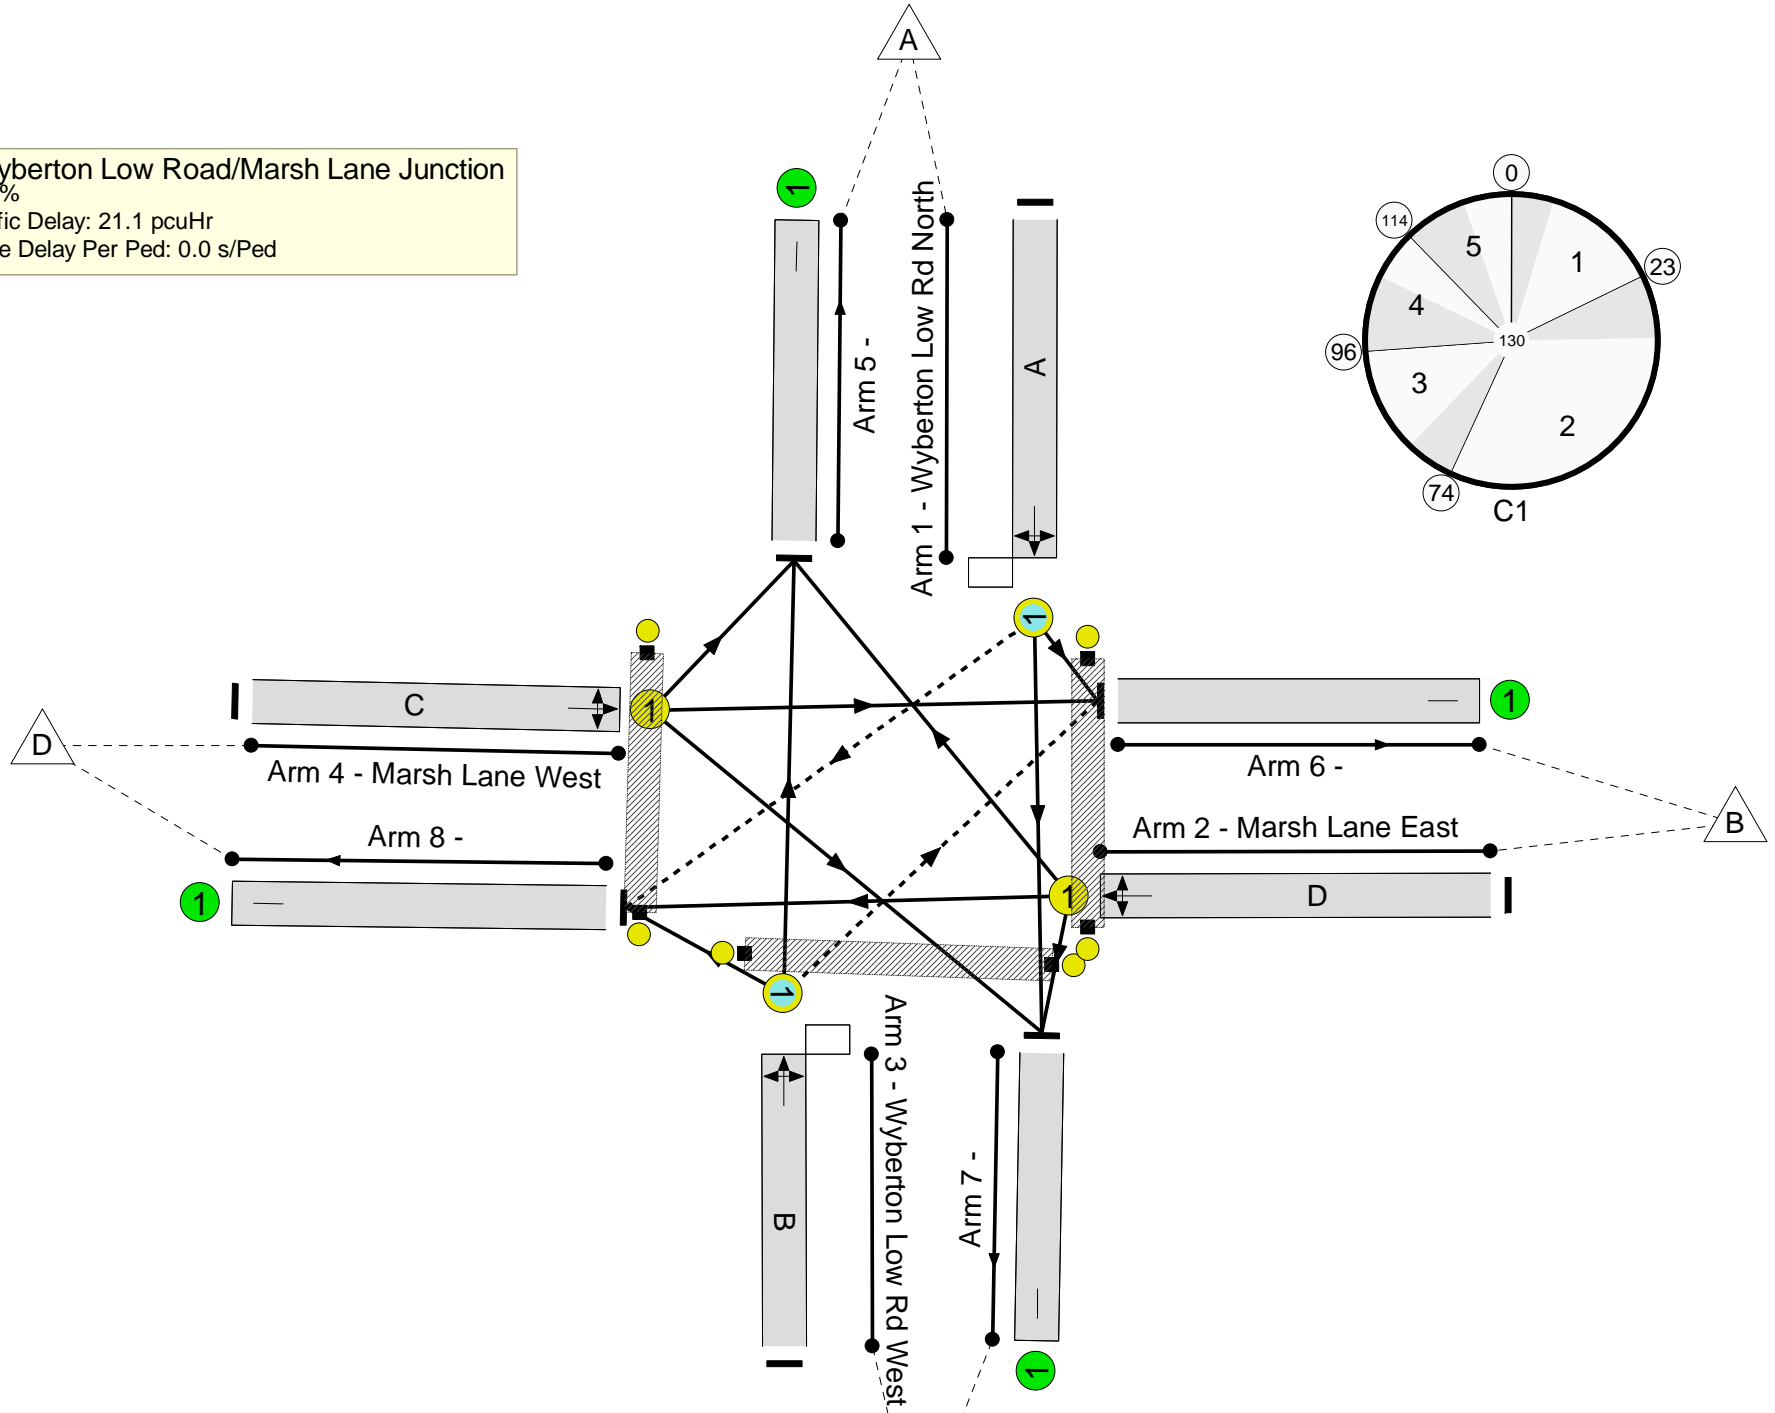 A
yberton Low Road/Marsh Lane Junction
%
fic Delay: 21.1 pcuHr
e Delay Per Ped: 0.0 s/Ped
1
Arm 5 -
Arm 1 - Wyberton Low Rd North
A
0
114
5
1
23
4
130
96
3
2
74
C1
1
1
C
1
D
Arm 4 - Marsh Lane West
Arm 8 -
1
Arm 6 -
Arm 2 - Marsh Lane East
B
1
D
1
1
B
Arm 3 - Wyberton Low Rd West
Arm 7 -
1